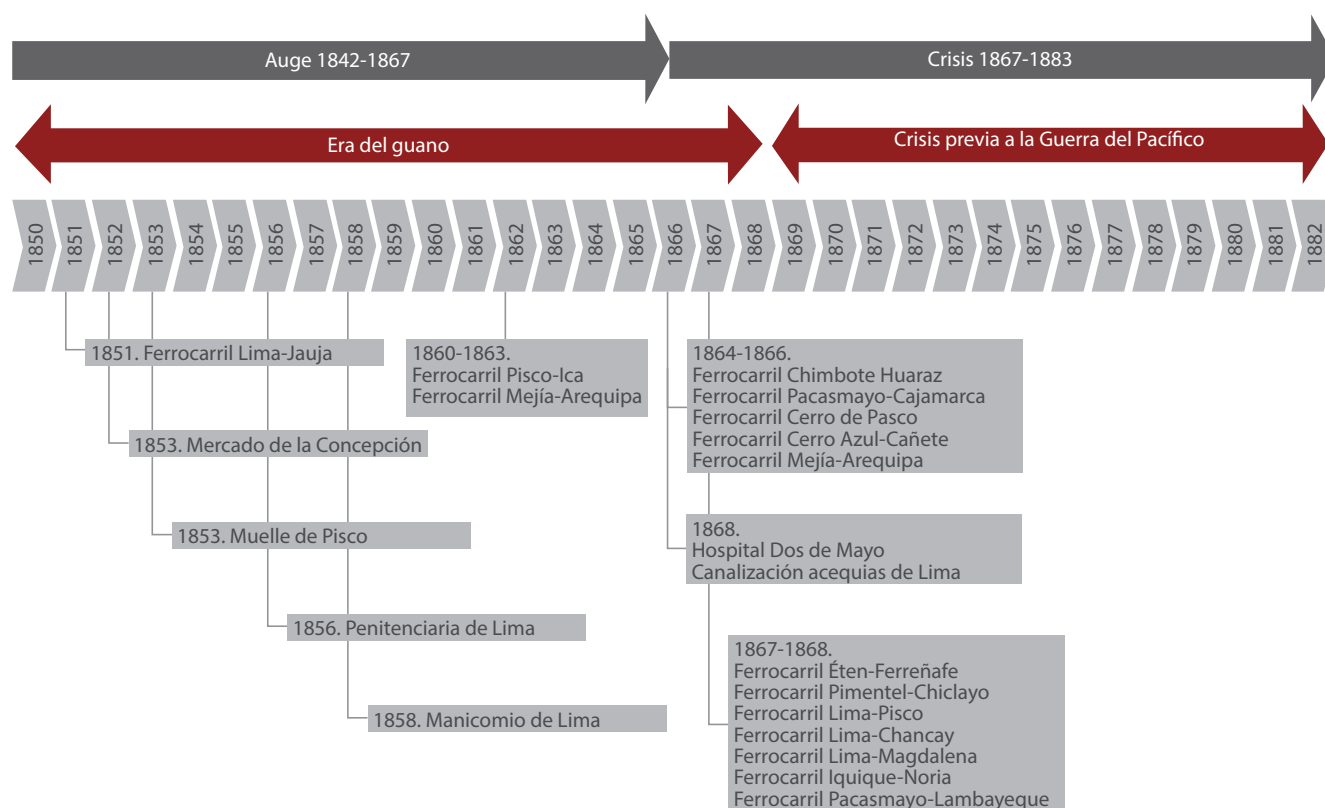 Auge 1842-1867
Crisis 1867-1883
Era del guano
Crisis previa a la Guerra del Pacífico
1850
1851
1852
1853
1854
1855
1856
1857
1858
1859
1860
1861
1862
1863
1864
1865
1866
1867
1868
1869
1870
1871
1872
1873
1874
1875
1876
1877
1878
1879
1880
1881
1882
1851. Ferrocarril Lima-Jauja
1853. Mercado de la Concepción
1853. Muelle de Pisco
1856. Penitenciaria de Lima
1858. Manicomio de Lima
1860-1863.
Ferrocarril Pisco-Ica
Ferrocarril Mejía-Arequipa
1864-1866.
Ferrocarril Chimbote Huaraz
Ferrocarril Pacasmayo-Cajamarca
Ferrocarril Cerro de Pasco
Ferrocarril Cerro Azul-Cañete
Ferrocarril Mejía-Arequipa
1868.
Hospital Dos de Mayo
Canalización acequias de Lima
1867-1868.
Ferrocarril Éten-Ferreñafe
Ferrocarril Pimentel-Chiclayo
Ferrocarril Lima-Pisco
Ferrocarril Lima-Chancay
Ferrocarril Lima-Magdalena
Ferrocarril Iquique-Noria
Ferrocarril Pacasmayo-Lambayeque